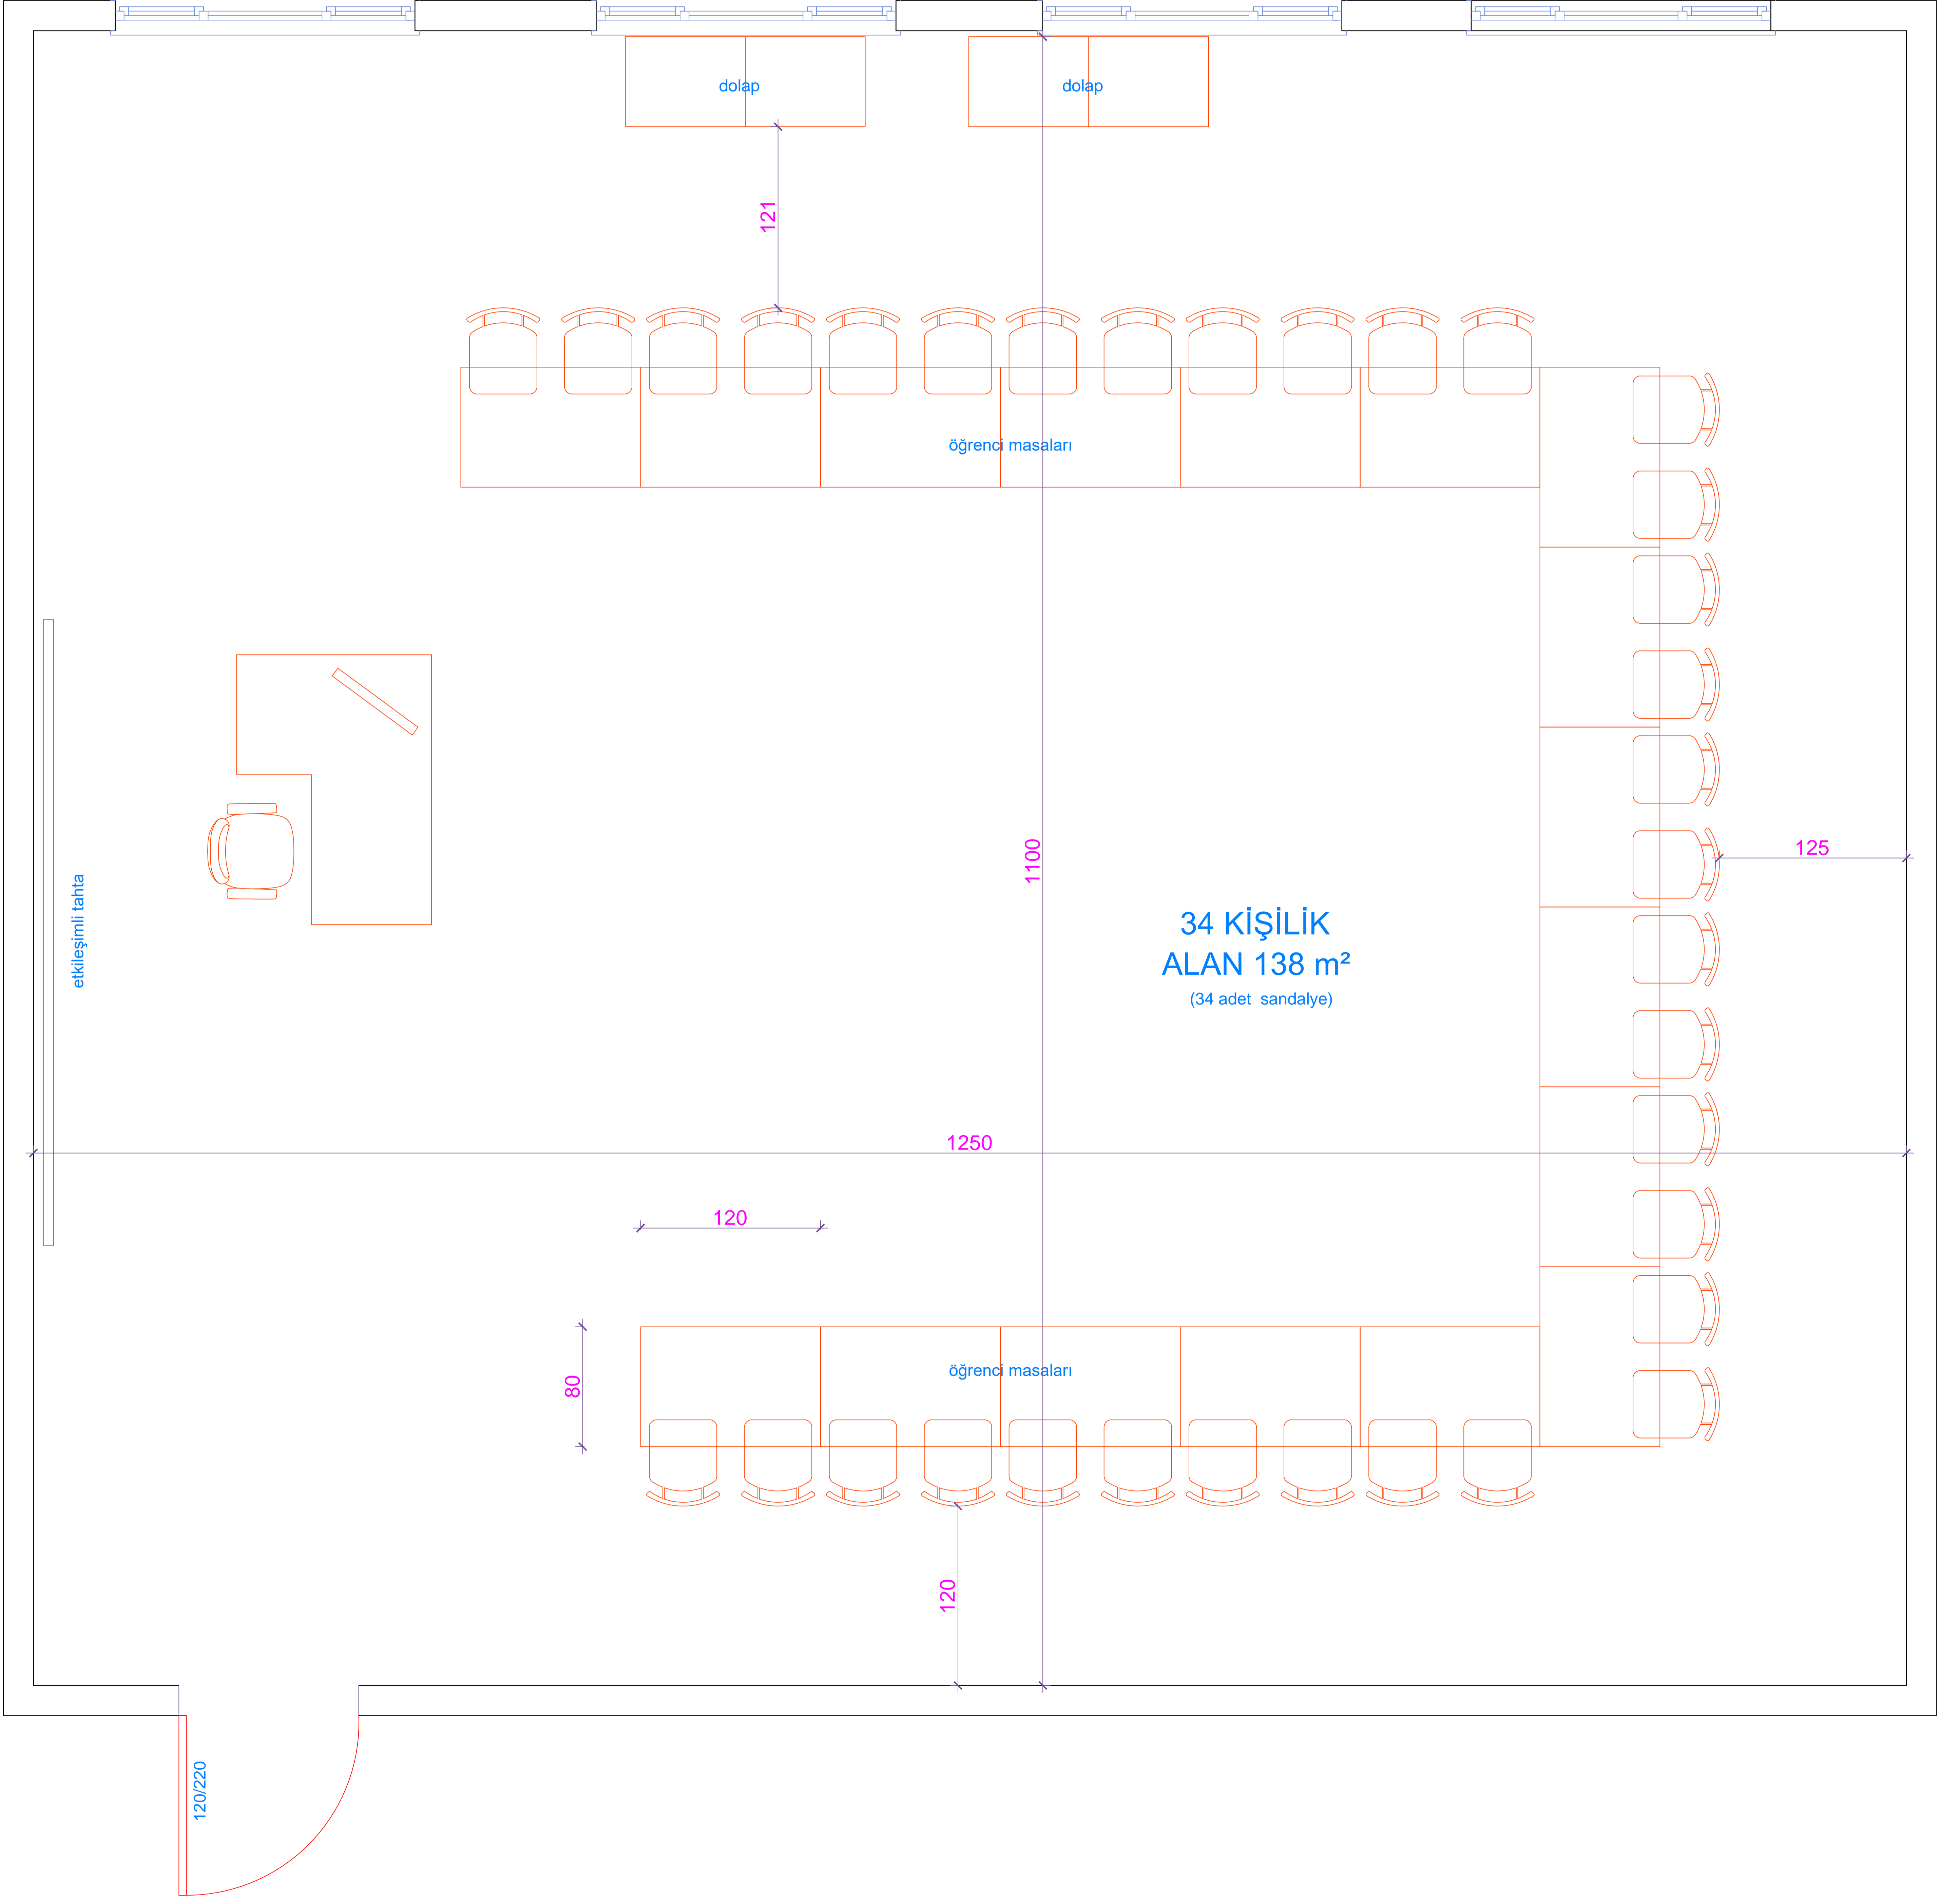 dolap
dolap
121
öğrenci masaları
1100
125
34 KİŞİLİK
ALAN 138 m²
(34 adet sandalye)
etkileşimli tahta
1250
120
80
öğrenci masaları
120
120/220